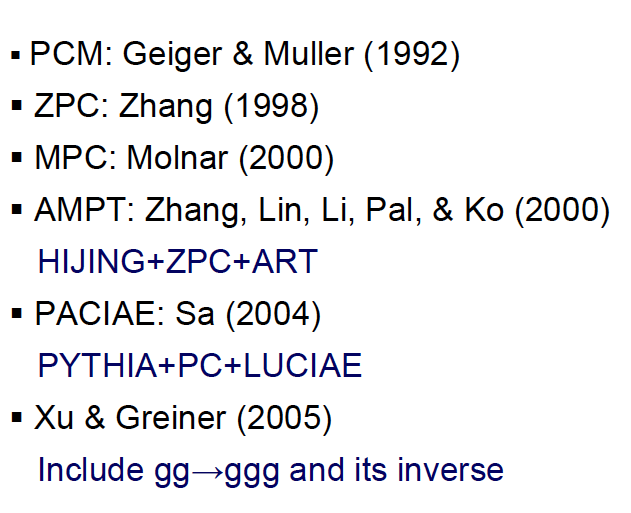 ▪ PCM: Geiger & Muller (1992)
▪ ZPC: Zhang (1998)
▪ MPC: Molnar (2000)
▪ AMPT: Zhang, Lin, Li, Pal, & Ko (2000)
HIJING+ZPC+ART
▪ PACIAE: Sa (2004)
PYTHIA+PC+LUCIAE
▪ Xu & Greiner (2005)
Include gg→ggg and its inverse